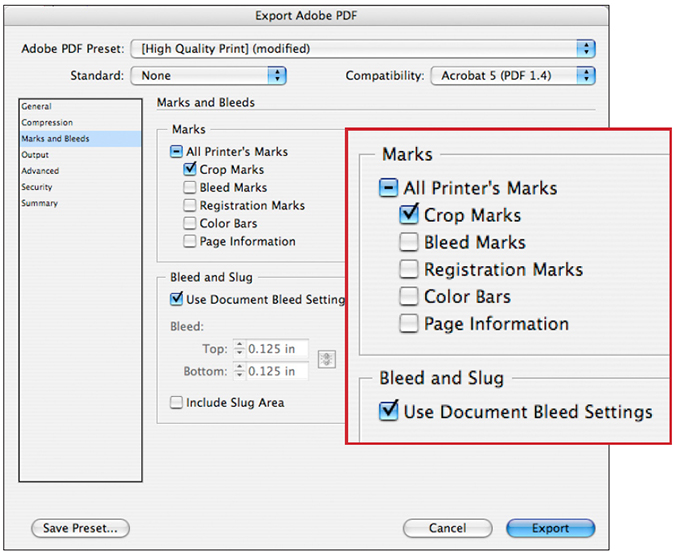 Export Adobe PDF
Adobe PDF Preset: [High Quality Print] (modified)
Standard: None Compatibility: Acrobat 5 (PDF 1.4)
General
Compression
Marks and Bleeds
Output
Advanced
Security
Summary
Marks and Bleeds
Marks
All Printer's Marks
Crop Marks
Bleed Marks
Registration Marks
Color Bars
Page Information
Bleed and Slug
Use Document Bleed Setting
Bleed:
Top: 0.125 in
Bottom: 0.125 in
Include Slug Area
Marks
All Printer's Marks
Crop Marks
Bleed Marks
Registration Marks
Color Bars
Page Information
Bleed and Slug
Use Document Bleed Settings
Save Preset... Cancel Export